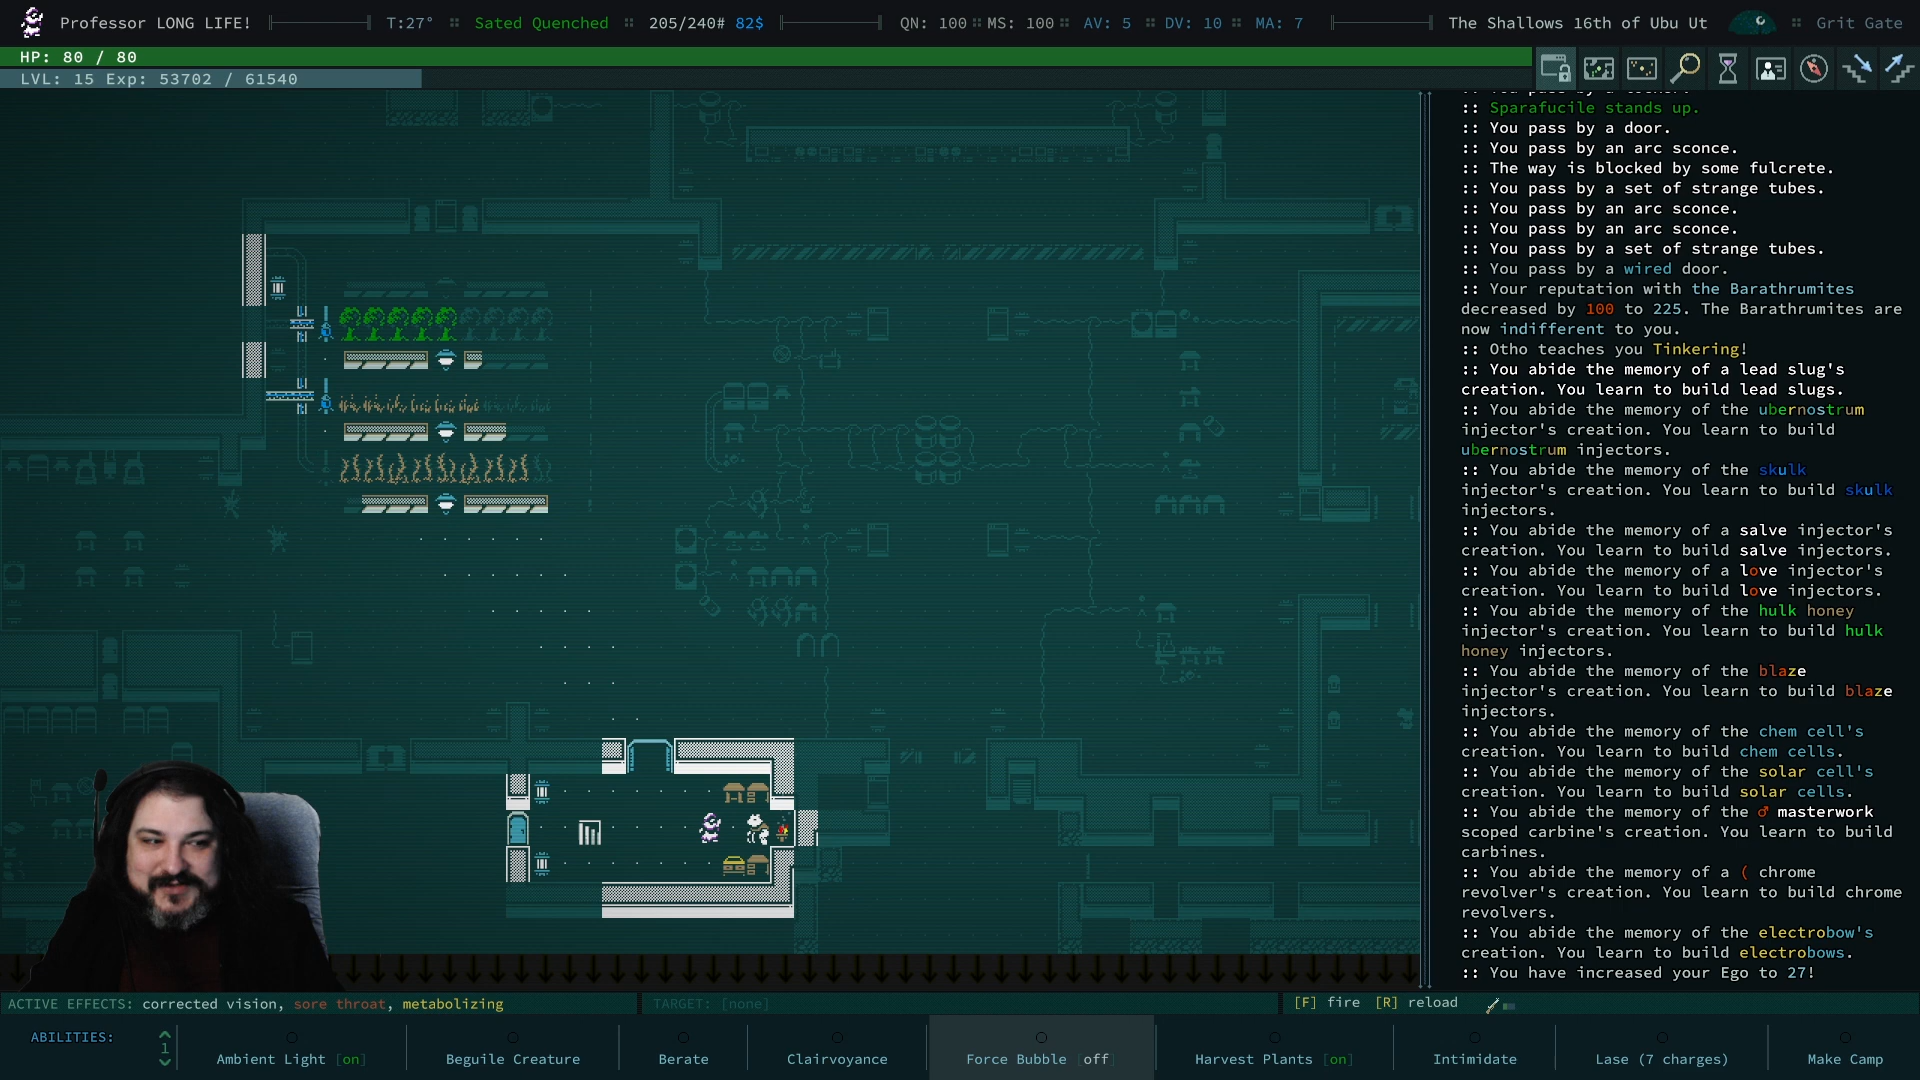 Professor LONG LIFE! T:27° Sated Quenched 205/240# 82$ QN: 100 MS: 100 AV: 5 DV: 10 MA: 7 The Shallows 16th of Ubu Ut Grit Gate
HP: 80 / 80
LVL: 15 Exp: 53702 / 61540
:: Sparafucile stands up.
:: You pass by a door.
:: You pass by an arc sconce.
:: The way is blocked by some fulcrete.
:: You pass by a set of strange tubes.
:: You pass by an arc sconce.
:: You pass by an arc sconce.
:: You pass by a set of strange tubes.
:: You pass by a wired door.
:: Your reputation with the Barathrumites
decreased by 100 to 225. The Barathrumites are
now indifferent to you.
:: Otho teaches you Tinkering!
:: You abide the memory of a lead slug's
creation. You learn to build lead slugs.
:: You abide the memory of the ubernostrum
injector's creation. You learn to build
ubernostrum injectors.
:: You abide the memory of the skulk
injector's creation. You learn to build skulk
injectors.
:: You abide the memory of a salve injector's
creation. You learn to build salve injectors.
:: You abide the memory of a love injector's
creation. You learn to build love injectors.
:: You abide the memory of the hulk honey
injector's creation. You learn to build hulk
honey injectors.
:: You abide the memory of the blaze
injector's creation. You learn to build blaze
injectors.
:: You abide the memory of the chem cell's
creation. You learn to build chem cells.
:: You abide the memory of the solar cell's
creation. You learn to build solar cells.
:: You abide the memory of the ♂ masterwork
scoped carbine's creation. You learn to build
carbines.
:: You abide the memory of a ( chrome
revolver's creation. You learn to build chrome
revolvers.
:: You abide the memory of the electrobow's
creation. You learn to build electrobows.
:: You have increased your Ego to 27!
ACTIVE EFFECTS: corrected vision, sore throat, metabolizing TARGET: [none] [F] fire [R] reload
ABILITIES: 1 Ambient Light [on] Beguile Creature Berate Clairvoyance Force Bubble [off] Harvest Plants [on] Intimidate Lase (7 charges) Make Camp